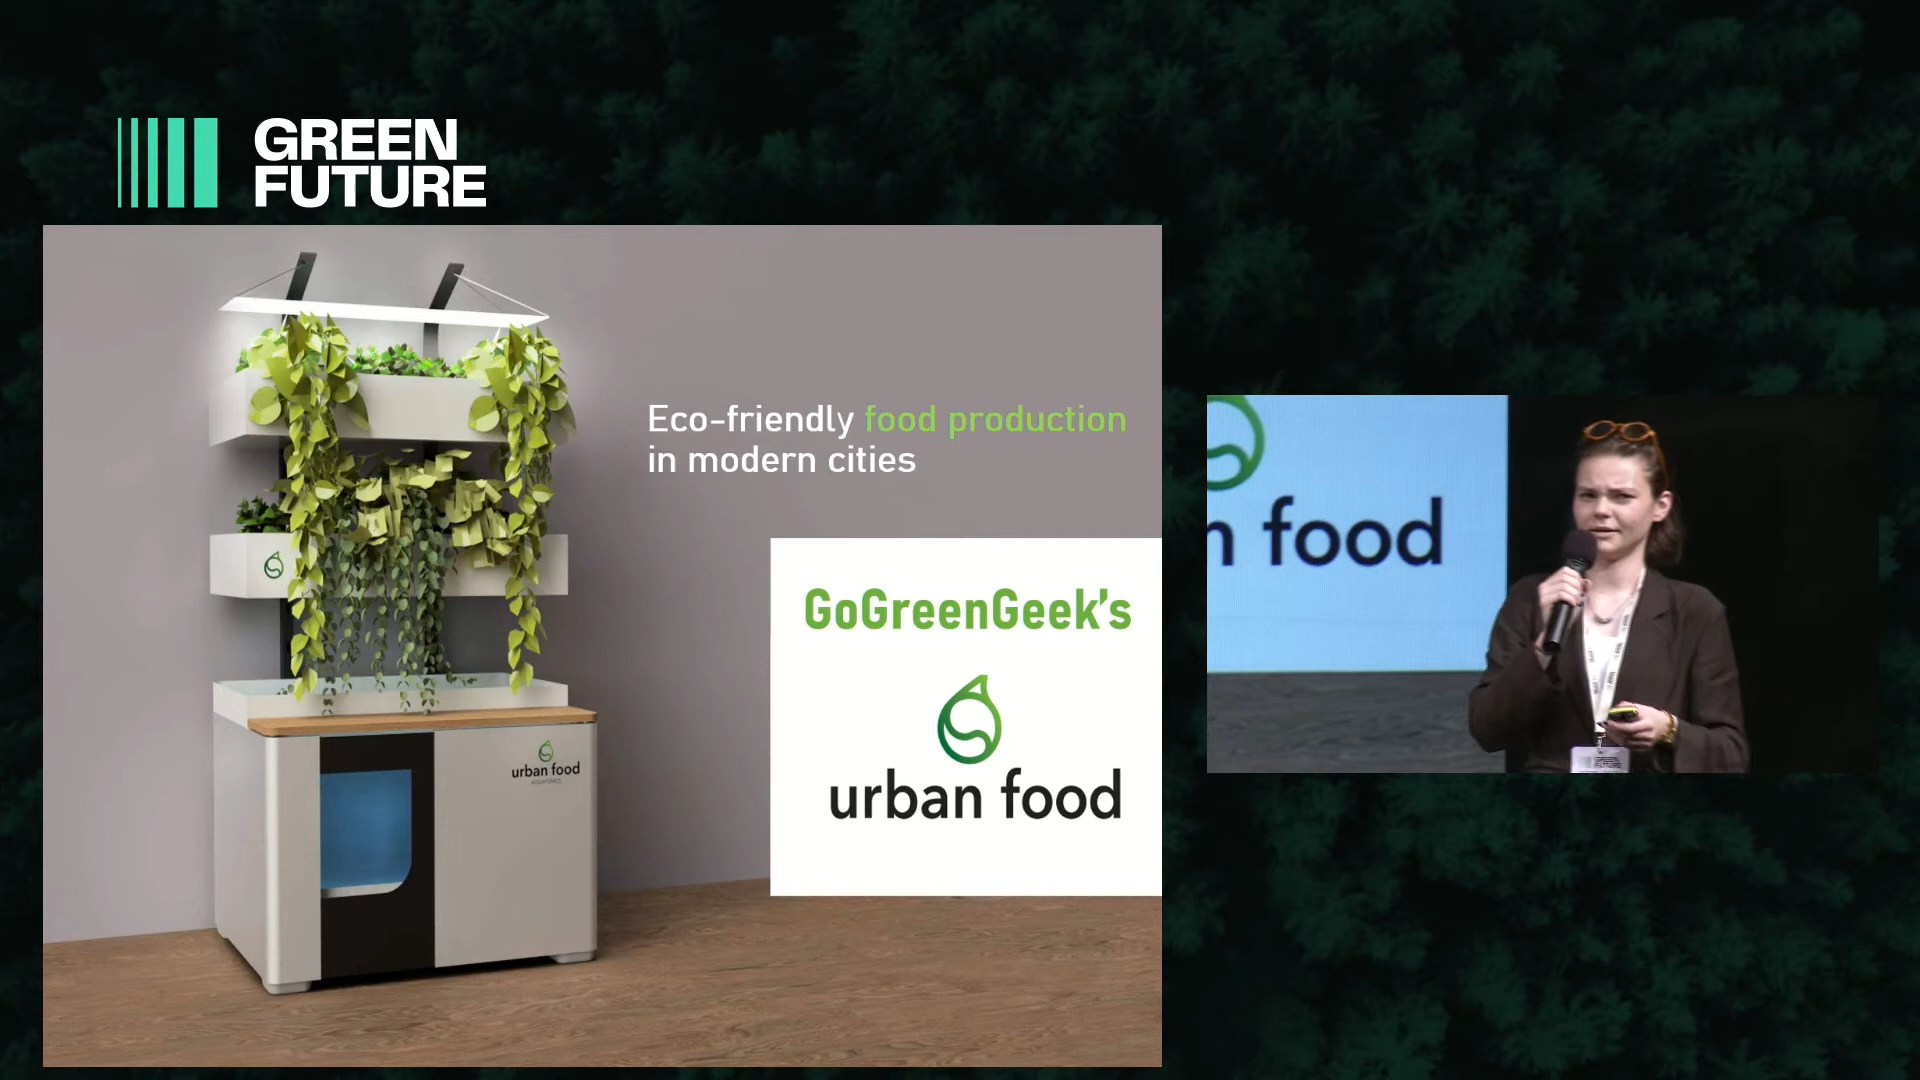 GREEN
FUTURE
Eco-friendly food production
in modern cities
GoGreenGeek's
urban food
urban food
n food